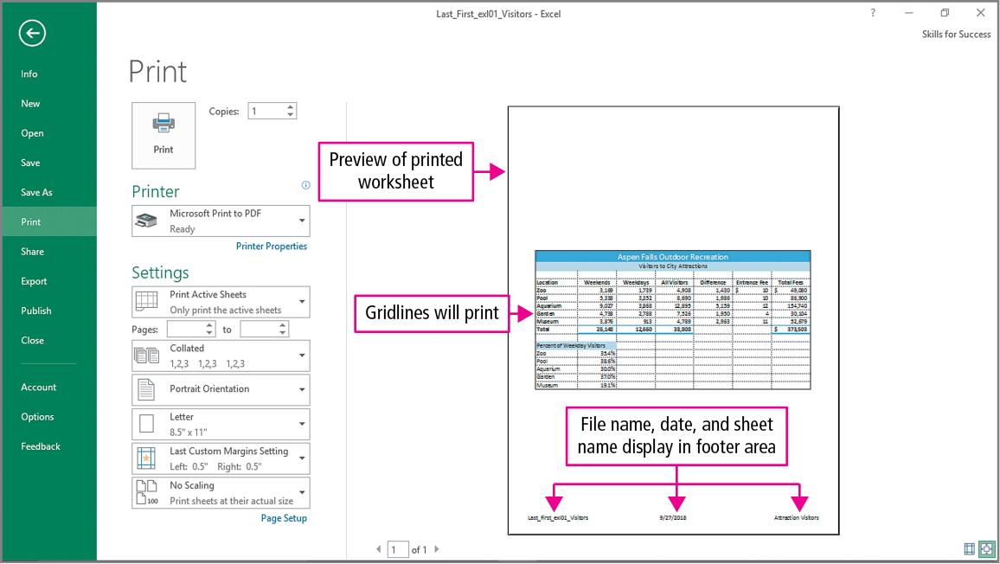 Last_First_exl01_Visitors - Excel
?
Skills for Success
Info
New
Open
Save
Save As
Print
Share
Export
Publish
Close
Account
Options
Feedback
Print
Print
Copies: 1
Printer
Microsoft Print to PDF
Ready
Printer Properties
Settings
Print Active Sheets
Only print the active sheets
Pages: to
Collated
1,2,3 1,2,3 1,2,3
Portrait Orientation
Letter
8.5" x 11"
Last Custom Margins Setting
Left: 0.5" Right: 0.5"
No Scaling
100 Print sheets at their actual size
Page Setup
Preview of printed
worksheet
Gridlines will print
Aspen Falls Outdoor Recreation
Visitors to City Attractions
Location Weekends Weekdays All Visitors Difference Entrance Fee Total Fees
Zoo 3,169 1,739 4,908 1,430 $ 10 $ 49,080
Pool 5,338 3,352 8,690 1,986 10 86,900
Aquarium 9,027 3,868 12,895 5,159 12 154,740
Garden 4,738 2,788 7,526 1,950 4 30,104
Museum 3,876 913 4,789 2,963 11 52,679
Total 26,148 12,660 38,808 $ 373,503
Percent of Weekday Visitors
Zoo 35.4%
Pool 38.6%
Aquarium 30.0%
Garden 37.0%
Museum 19.1%
File name, date, and sheet
name display in footer area
Last_First_exl01_Visitors 9/27/2018 Attraction Visitors
1 of 1